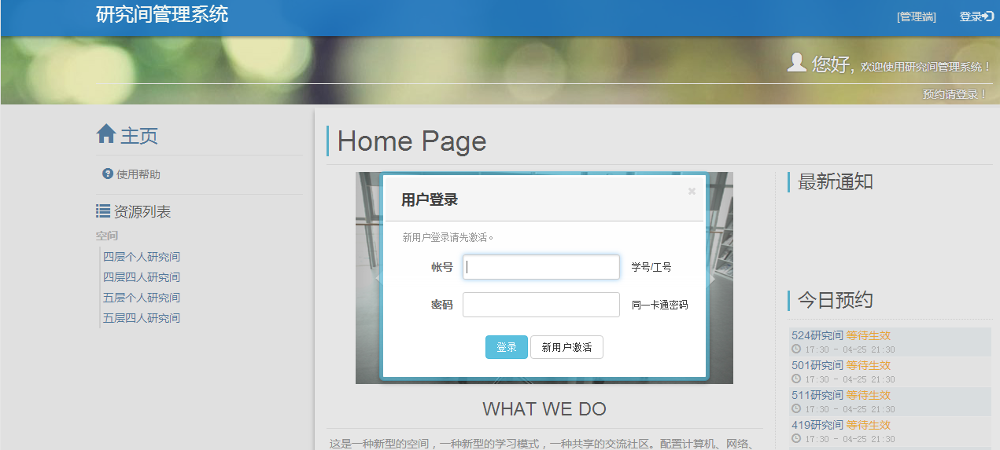 研究间管理系统
[管理端] 登录
您好, 欢迎使用研究间管理系统！
预约请登录！
主页
使用帮助
资源列表
空间
四层个人研究间
四层四人研究间
五层个人研究间
五层四人研究间
Home Page
用户登录 ×
新用户登录请先激活。
帐号 学号/工号
密码 同一卡通密码
登录 新用户激活
WHAT WE DO
这是一种新型的空间，一种新型的学习模式，一种共享的交流社区。配置计算机、网络、
最新通知
今日预约
524研究间 等待生效
17:30 - 04-25 21:30
501研究间 等待生效
17:30 - 04-25 21:30
511研究间 等待生效
17:30 - 04-25 21:30
419研究间 等待生效
17:30 - 04-25 21:30